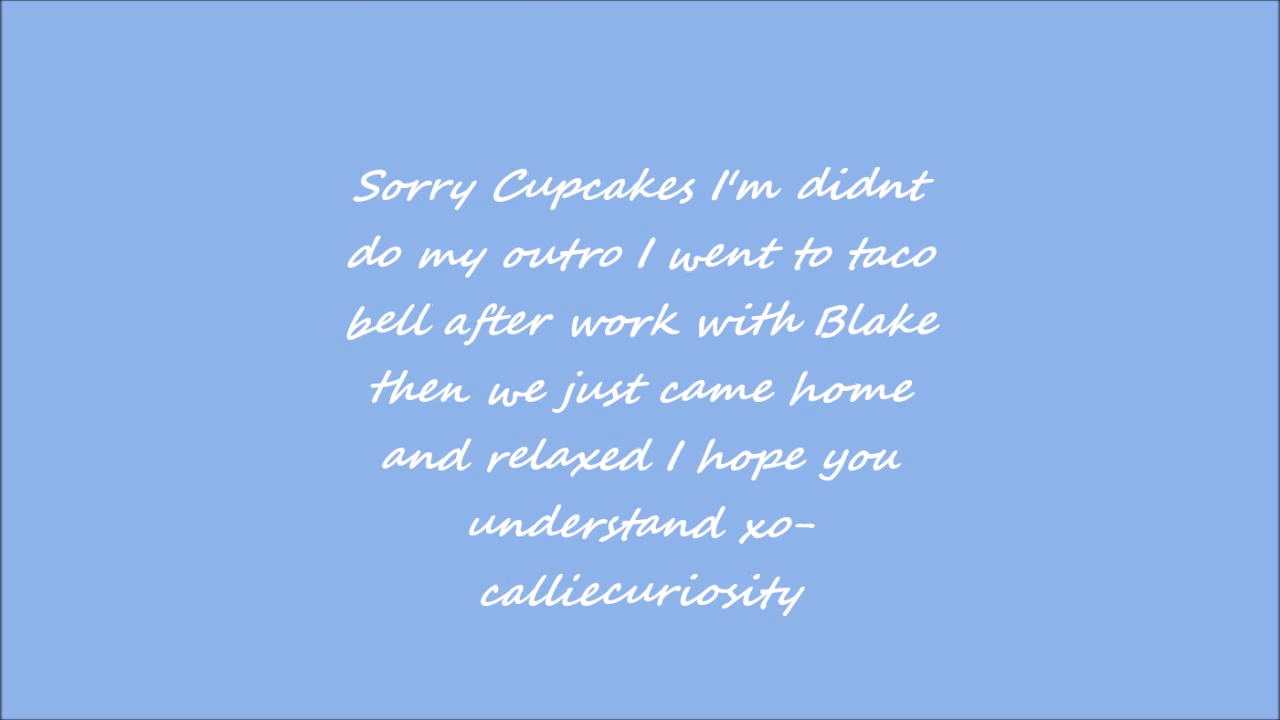 Sorry Cupcakes I'm didnt
do my outro I went to taco
bell after work with Blake
then we just came home
and relaxed I hope you
understand xo-
calliecuriosity